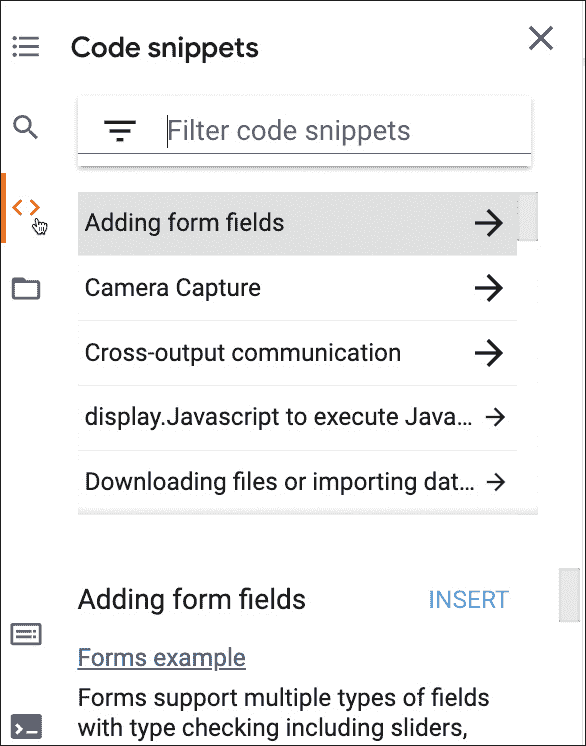 Code snippets
Filter code snippets
Adding form fields
Camera Capture
Cross-output communication
display.Javascript to execute Java...
Downloading files or importing dat...
Adding form fields
INSERT
Forms example
Forms support multiple types of fields
with type checking including sliders,